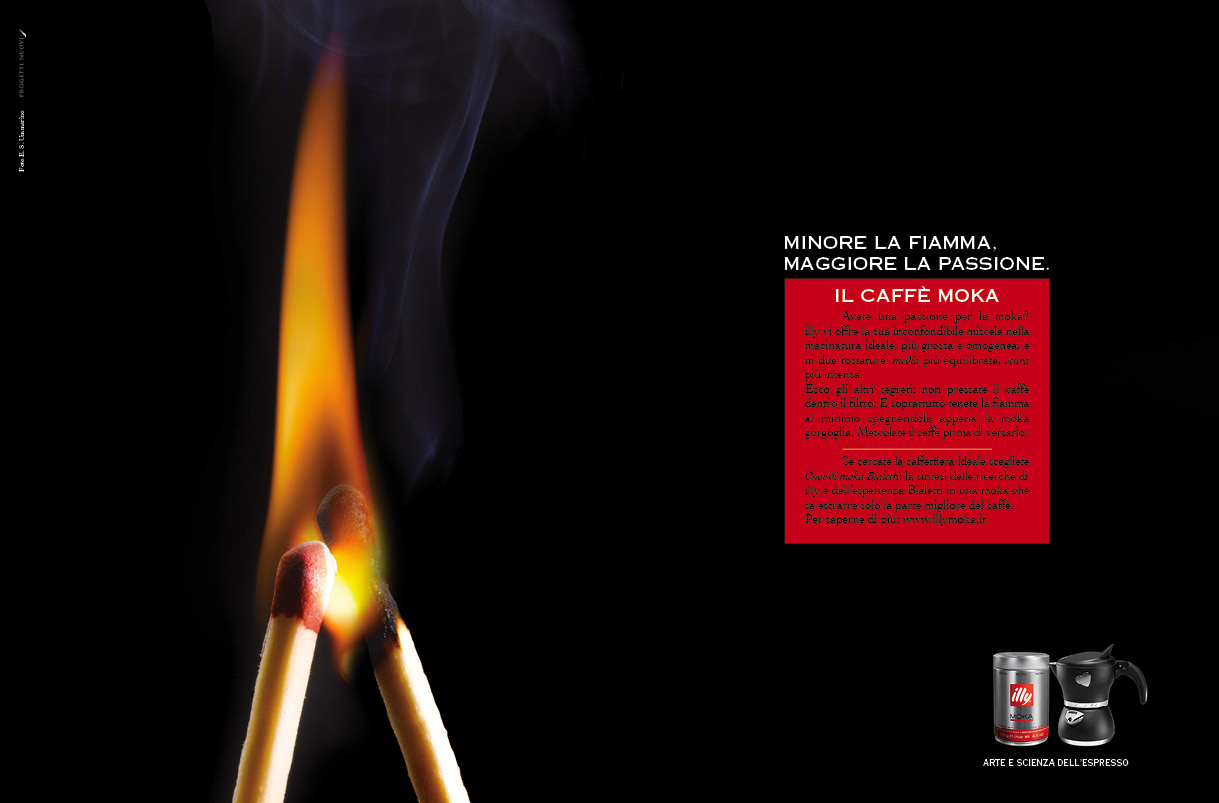 PROGETTI NUOVI
Foto E. S. Ummarino
MINORE LA FIAMMA,
MAGGIORE LA PASSIONE.
IL CAFFÈ MOKA
Avete una passione per la moka?
illy vi offre la sua inconfondibile miscela nella
macinatura ideale, più grossa e omogenea, e
in due tostature: media più equilibrata, scura
più intensa.
Ecco gli altri segreti: non pressate il caffè
dentro il filtro. E soprattutto tenete la fiamma
al minimo spegnendola appena la moka
gorgoglia. Mescolate il caffè prima di versarlo.
Se cercate la caffettiera ideale scegliete
Cuor di moka Bialetti: la sintesi delle ricerche di
illy e dell'esperienza Bialetti in una moka che
sa estrarre solo la parte migliore del caffè.
Per saperne di più: www.illymoka.it
illy
MOKA
ARTE E SCIENZA DELL'ESPRESSO